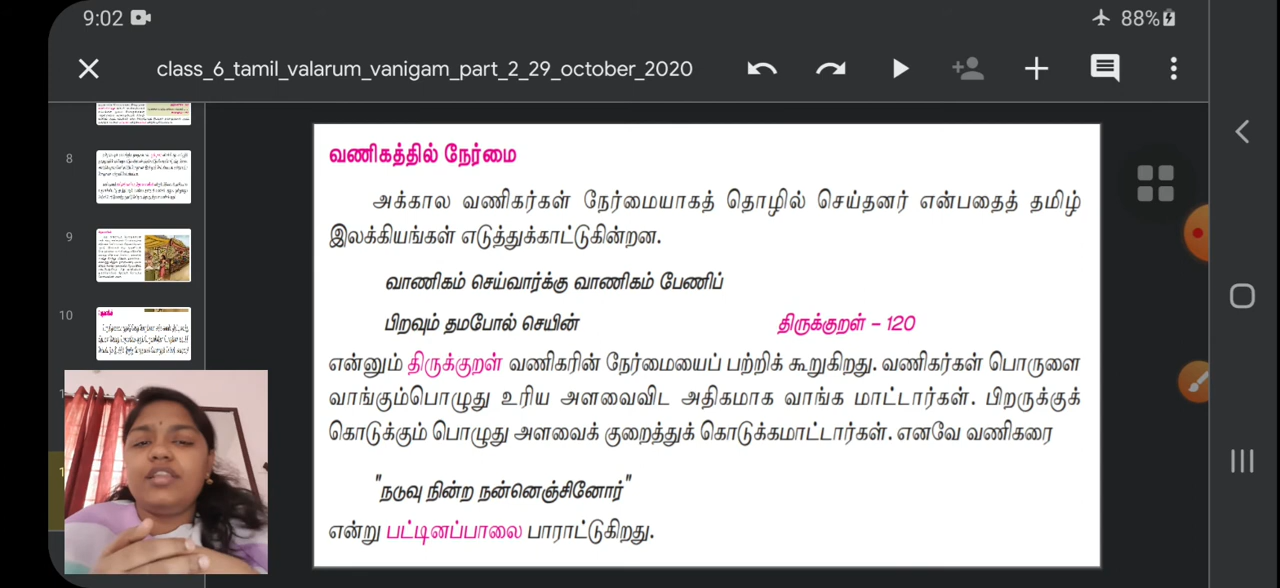 9:02
88%
class_6_tamil_valarum_vanigam_part_2_29_october_2020
8
9
10
வணிகத்தில் நேர்மை
அக்கால வணிகர்கள் நேர்மையாகத் தொழில் செய்தனர் என்பதைத் தமிழ்
இலக்கியங்கள் எடுத்துக்காட்டுகின்றன.
வாணிகம் செய்வார்க்கு வாணிகம் பேணிப்
பிறவும் தமபோல் செயின் திருக்குறள் – 120
என்னும் திருக்குறள் வணிகரின் நேர்மையைப் பற்றிக் கூறுகிறது. வணிகர்கள் பொருளை
வாங்கும்பொழுது உரிய அளவைவிட அதிகமாக வாங்க மாட்டார்கள். பிறருக்குக்
கொடுக்கும் பொழுது அளவைக் குறைத்துக் கொடுக்கமாட்டார்கள். எனவே வணிகரை
"நடுவு நின்ற நன்னெஞ்சினோர்"
என்று பட்டினப்பாலை பாராட்டுகிறது.